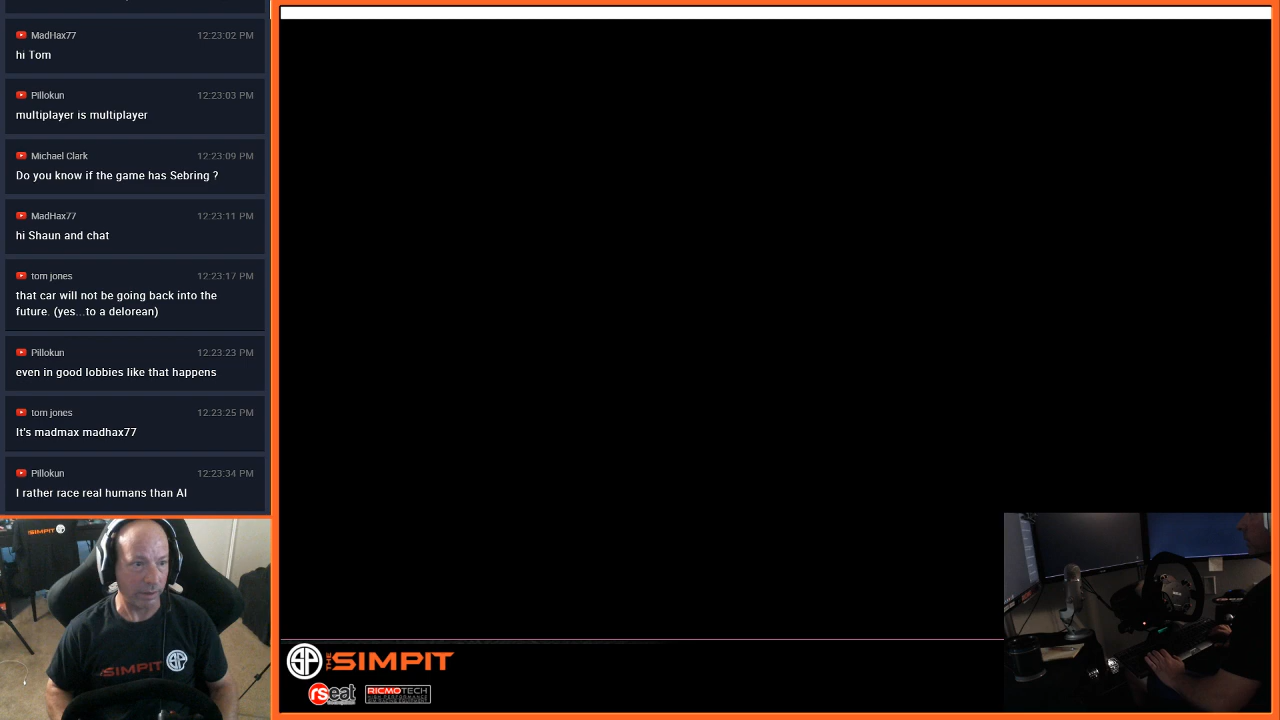 MadHax77 12:23:02 PM
hi Tom
Pillokun 12:23:03 PM
multiplayer is multiplayer
Michael Clark 12:23:09 PM
Do you know if the game has Sebring ?
MadHax77 12:23:11 PM
hi Shaun and chat
tom jones 12:23:17 PM
that car will not be going back into the
future. (yes...to a delorean)
Pillokun 12:23:23 PM
even in good lobbies like that happens
tom jones 12:23:25 PM
It's madmax madhax77
Pillokun 12:23:34 PM
I rather race real humans than AI
SIMPIT
SIMPIT
SP THE SIMPIT
rseat RICMOTECH